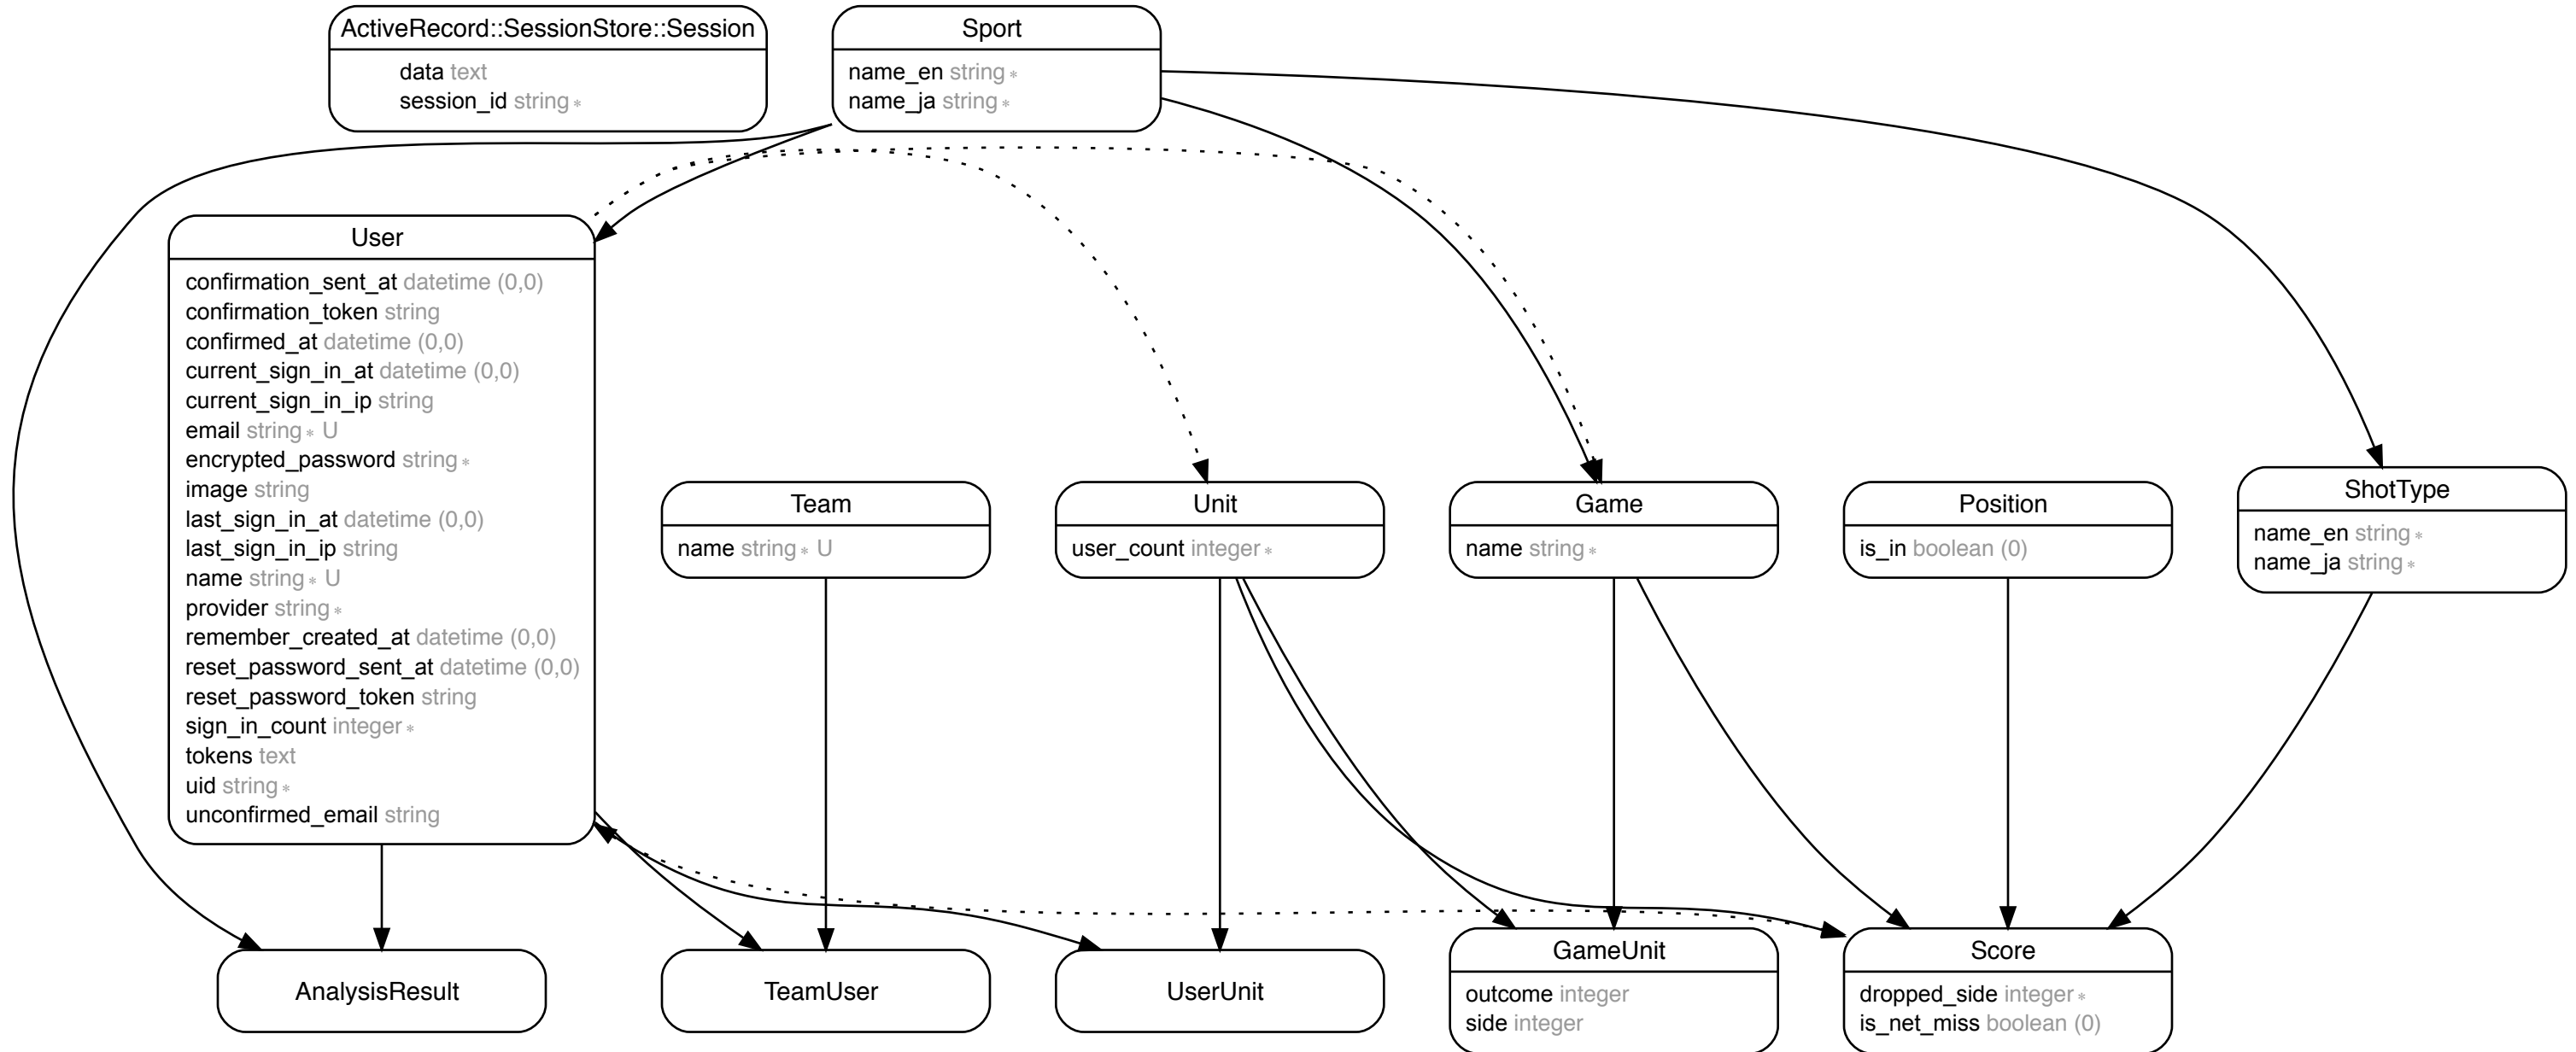 ActiveRecord::SessionStore::Session
data text
session_id string ∗
Sport
name_en string ∗
name_ja string ∗
User
confirmation_sent_at datetime (0,0)
confirmation_token string
confirmed_at datetime (0,0)
current_sign_in_at datetime (0,0)
current_sign_in_ip string
email string ∗ U
encrypted_password string ∗
image string
last_sign_in_at datetime (0,0)
last_sign_in_ip string
name string ∗ U
provider string ∗
remember_created_at datetime (0,0)
reset_password_sent_at datetime (0,0)
reset_password_token string
sign_in_count integer ∗
tokens text
uid string ∗
unconfirmed_email string
Team
name string ∗ U
Unit
user_count integer ∗
Game
name string ∗
Position
is_in boolean (0)
ShotType
name_en string ∗
name_ja string ∗
AnalysisResult
TeamUser
UserUnit
GameUnit
outcome integer
side integer
Score
dropped_side integer ∗
is_net_miss boolean (0)